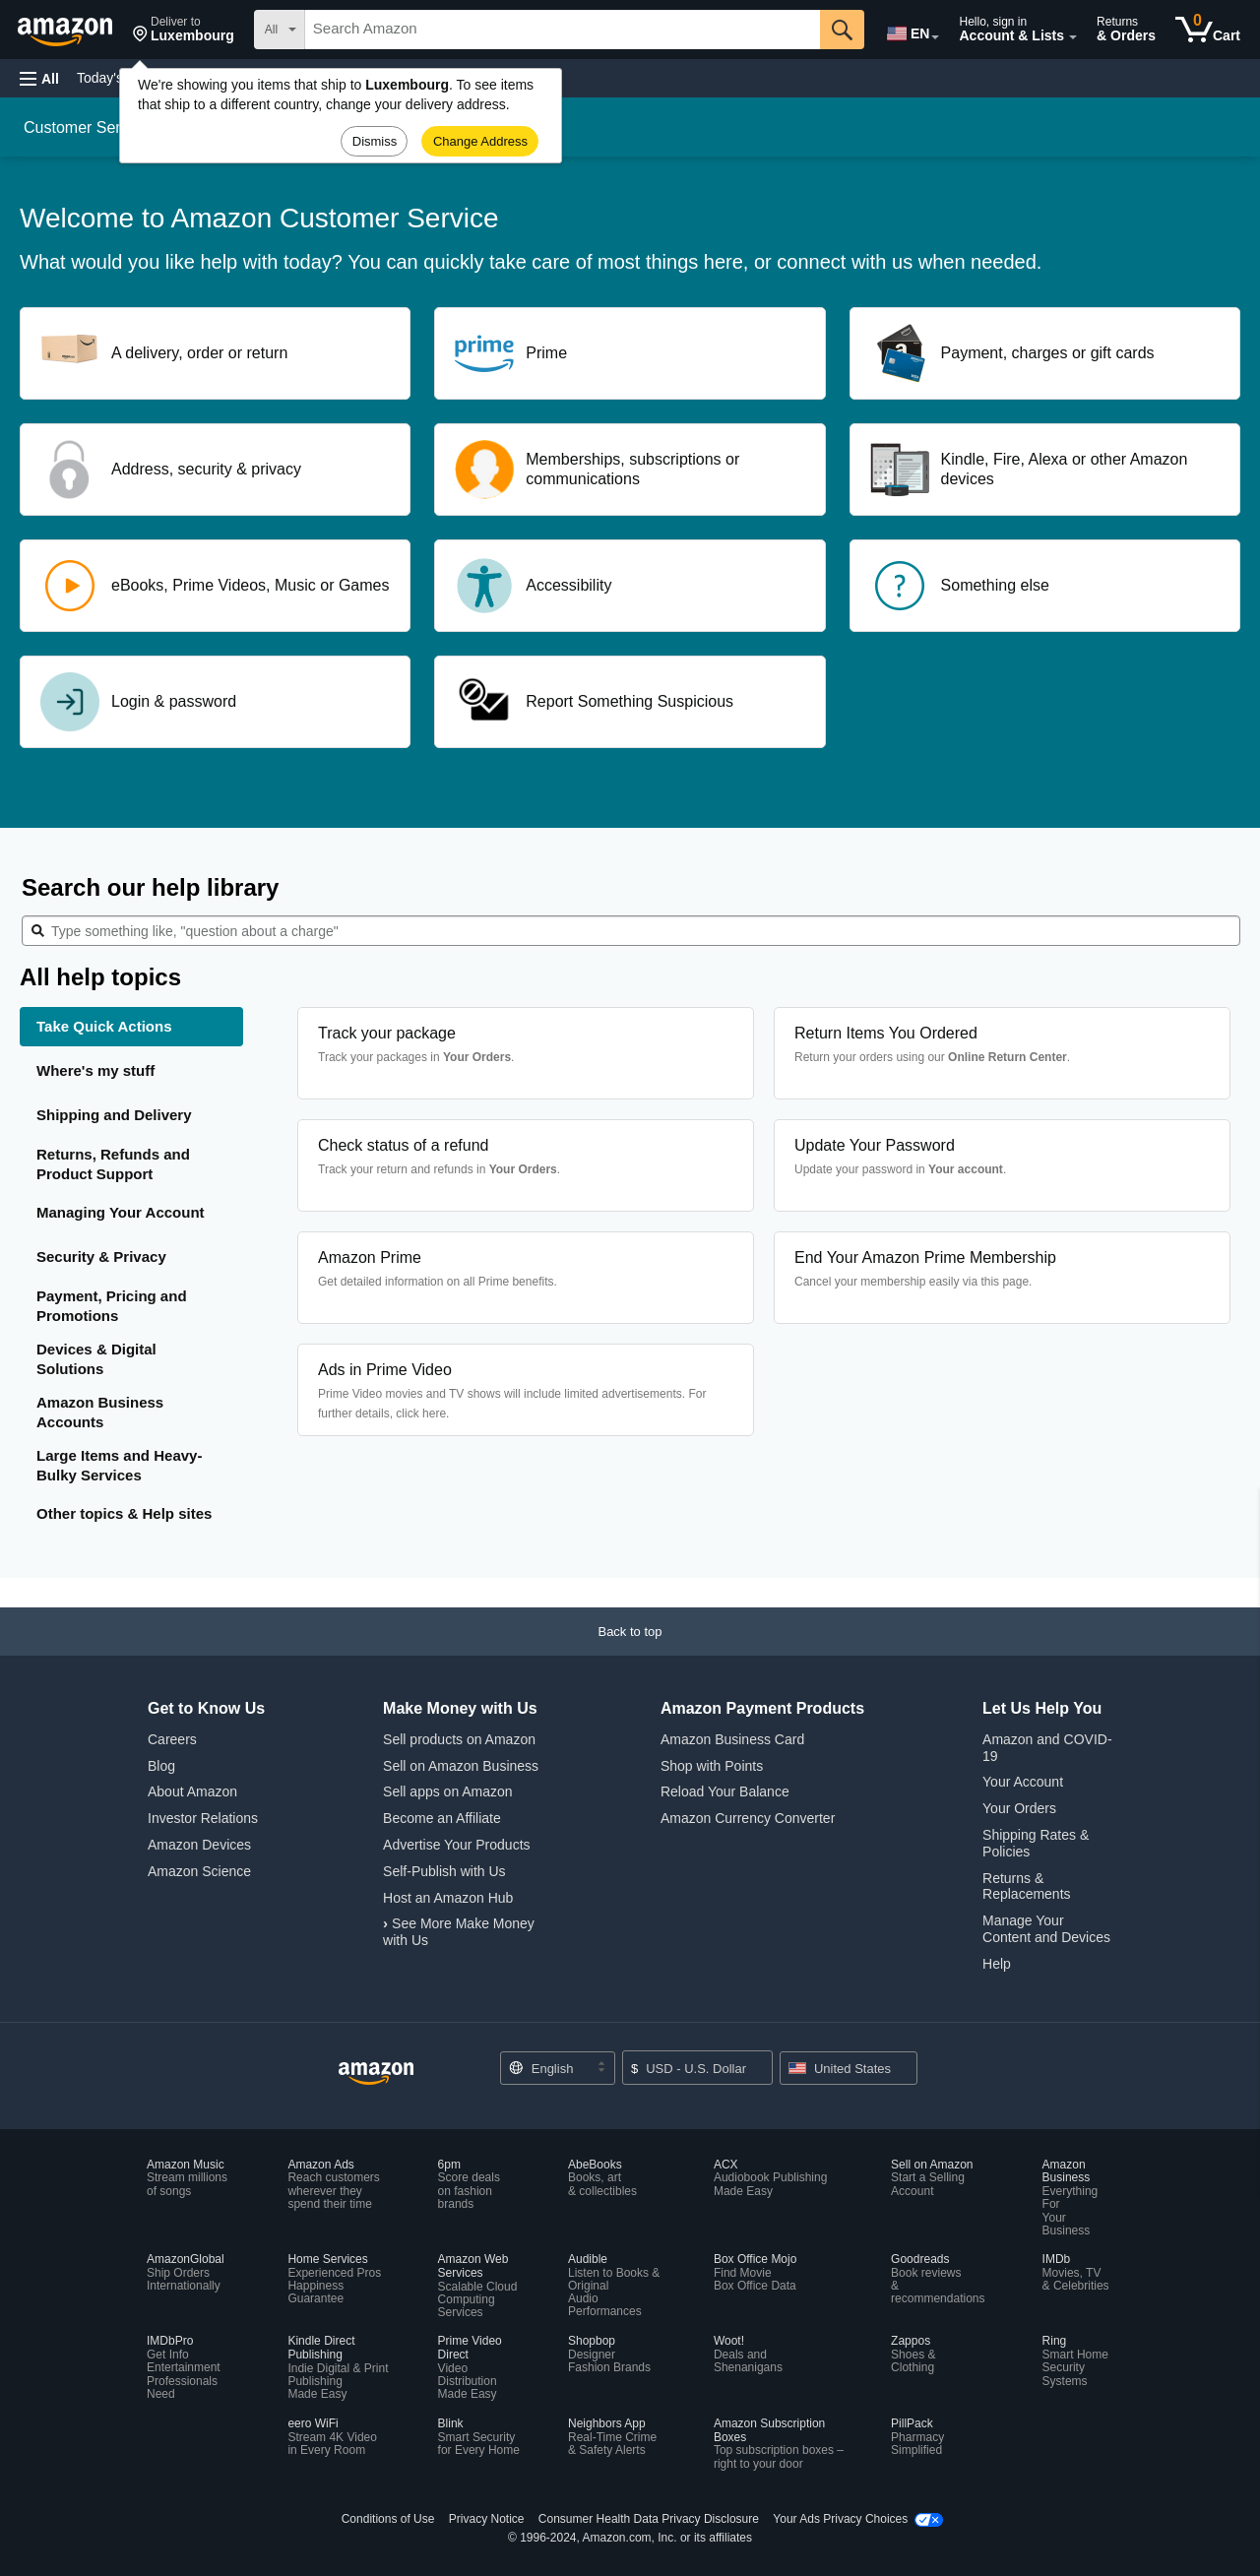 amazon
Deliver to
Luxembourg
All
Search Amazon
EN
Hello, sign in
Account & Lists
Returns
& Orders
0
Cart
All
Today's
We're showing you items that ship to Luxembourg. To see items
that ship to a different country, change your delivery address.
Dismiss
Change Address
Customer Ser
Welcome to Amazon Customer Service
What would you like help with today? You can quickly take care of most things here, or connect with us when needed.
A delivery, order or return
prime
Prime
a
Payment, charges or gift cards
Address, security & privacy
Memberships, subscriptions or
communications
Kindle, Fire, Alexa or other Amazon
devices
eBooks, Prime Videos, Music or Games
Accessibility
?
Something else
Login & password
Report Something Suspicious
Search our help library
Type something like, "question about a charge"
All help topics
Take Quick Actions
Where's my stuff
Shipping and Delivery
Returns, Refunds and
Product Support
Managing Your Account
Security & Privacy
Payment, Pricing and
Promotions
Devices & Digital
Solutions
Amazon Business
Accounts
Large Items and Heavy-
Bulky Services
Other topics & Help sites
Track your package
Track your packages in Your Orders.
Return Items You Ordered
Return your orders using our Online Return Center.
Check status of a refund
Track your return and refunds in Your Orders.
Update Your Password
Update your password in Your account.
Amazon Prime
Get detailed information on all Prime benefits.
End Your Amazon Prime Membership
Cancel your membership easily via this page.
Ads in Prime Video
Prime Video movies and TV shows will include limited advertisements. For
further details, click here.
Back to top
Get to Know Us
Careers
Blog
About Amazon
Investor Relations
Amazon Devices
Amazon Science
Make Money with Us
Sell products on Amazon
Sell on Amazon Business
Sell apps on Amazon
Become an Affiliate
Advertise Your Products
Self-Publish with Us
Host an Amazon Hub
› See More Make Money
with Us
Amazon Payment Products
Amazon Business Card
Shop with Points
Reload Your Balance
Amazon Currency Converter
Let Us Help You
Amazon and COVID-
19
Your Account
Your Orders
Shipping Rates &
Policies
Returns &
Replacements
Manage Your
Content and Devices
Help
amazon
English
$ USD - U.S. Dollar
United States
Amazon Music
Stream millions
of songs
Amazon Ads
Reach customers
wherever they
spend their time
6pm
Score deals
on fashion
brands
AbeBooks
Books, art
& collectibles
ACX
Audiobook Publishing
Made Easy
Sell on Amazon
Start a Selling
Account
Amazon
Business
Everything
For
Your
Business
AmazonGlobal
Ship Orders
Internationally
Home Services
Experienced Pros
Happiness
Guarantee
Amazon Web
Services
Scalable Cloud
Computing
Services
Audible
Listen to Books &
Original
Audio
Performances
Box Office Mojo
Find Movie
Box Office Data
Goodreads
Book reviews
&
recommendations
IMDb
Movies, TV
& Celebrities
IMDbPro
Get Info
Entertainment
Professionals
Need
Kindle Direct
Publishing
Indie Digital & Print
Publishing
Made Easy
Prime Video
Direct
Video
Distribution
Made Easy
Shopbop
Designer
Fashion Brands
Woot!
Deals and
Shenanigans
Zappos
Shoes &
Clothing
Ring
Smart Home
Security
Systems
eero WiFi
Stream 4K Video
in Every Room
Blink
Smart Security
for Every Home
Neighbors App
Real-Time Crime
& Safety Alerts
Amazon Subscription
Boxes
Top subscription boxes –
right to your door
PillPack
Pharmacy
Simplified
Conditions of Use
Privacy Notice
Consumer Health Data Privacy Disclosure
Your Ads Privacy Choices
© 1996-2024, Amazon.com, Inc. or its affiliates